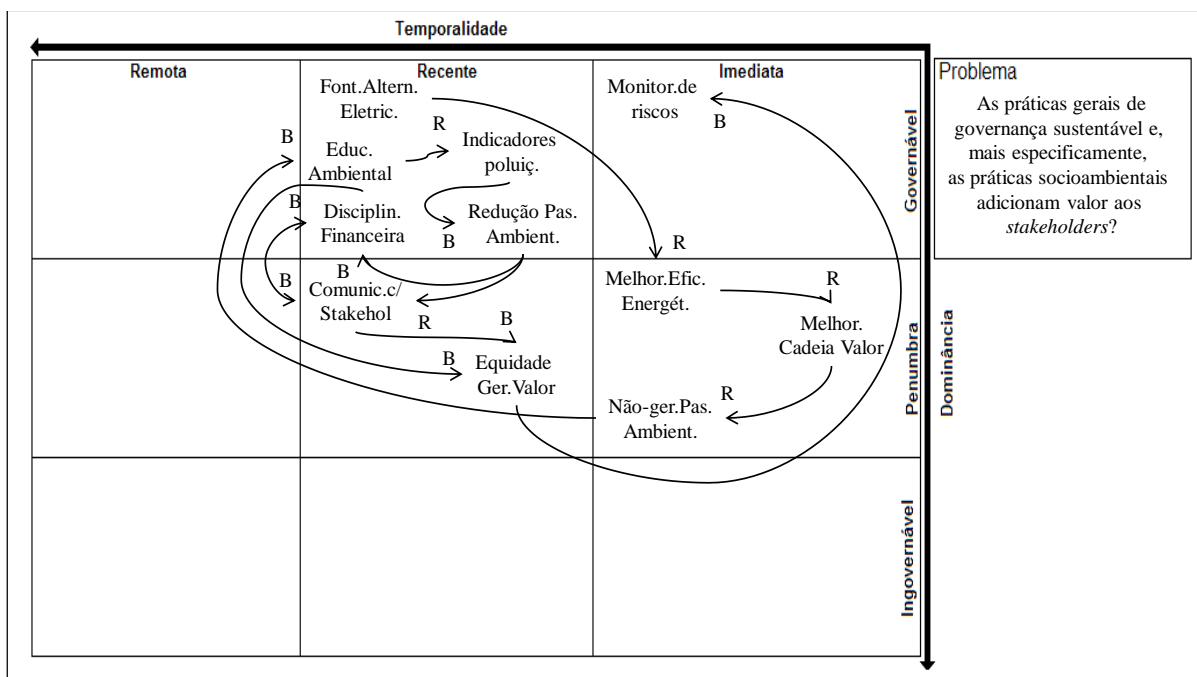 Temporalidade
Remota
Recente
Imediata
Problema
As práticas gerais de
governança sustentável e,
mais especificamente,
as práticas socioambientais
adicionam valor aos
stakeholders?
Font.Altern.
Eletric.
Monitor.de
riscos
R
B
B
Educ.
Ambiental
Indicadores
poluiç.
Governável
B
Disciplin.
Financeira
Redução Pas.
Ambient.
B
R
B
B
Comunic.c/
Stakehol
Melhor.Efic.
Energét.
R
Melhor.
Cadeia Valor
R
B
B
Equidade
Ger.Valor
R
Não-ger.Pas.
Ambient.
Penumbra
Dominância
Ingovernável